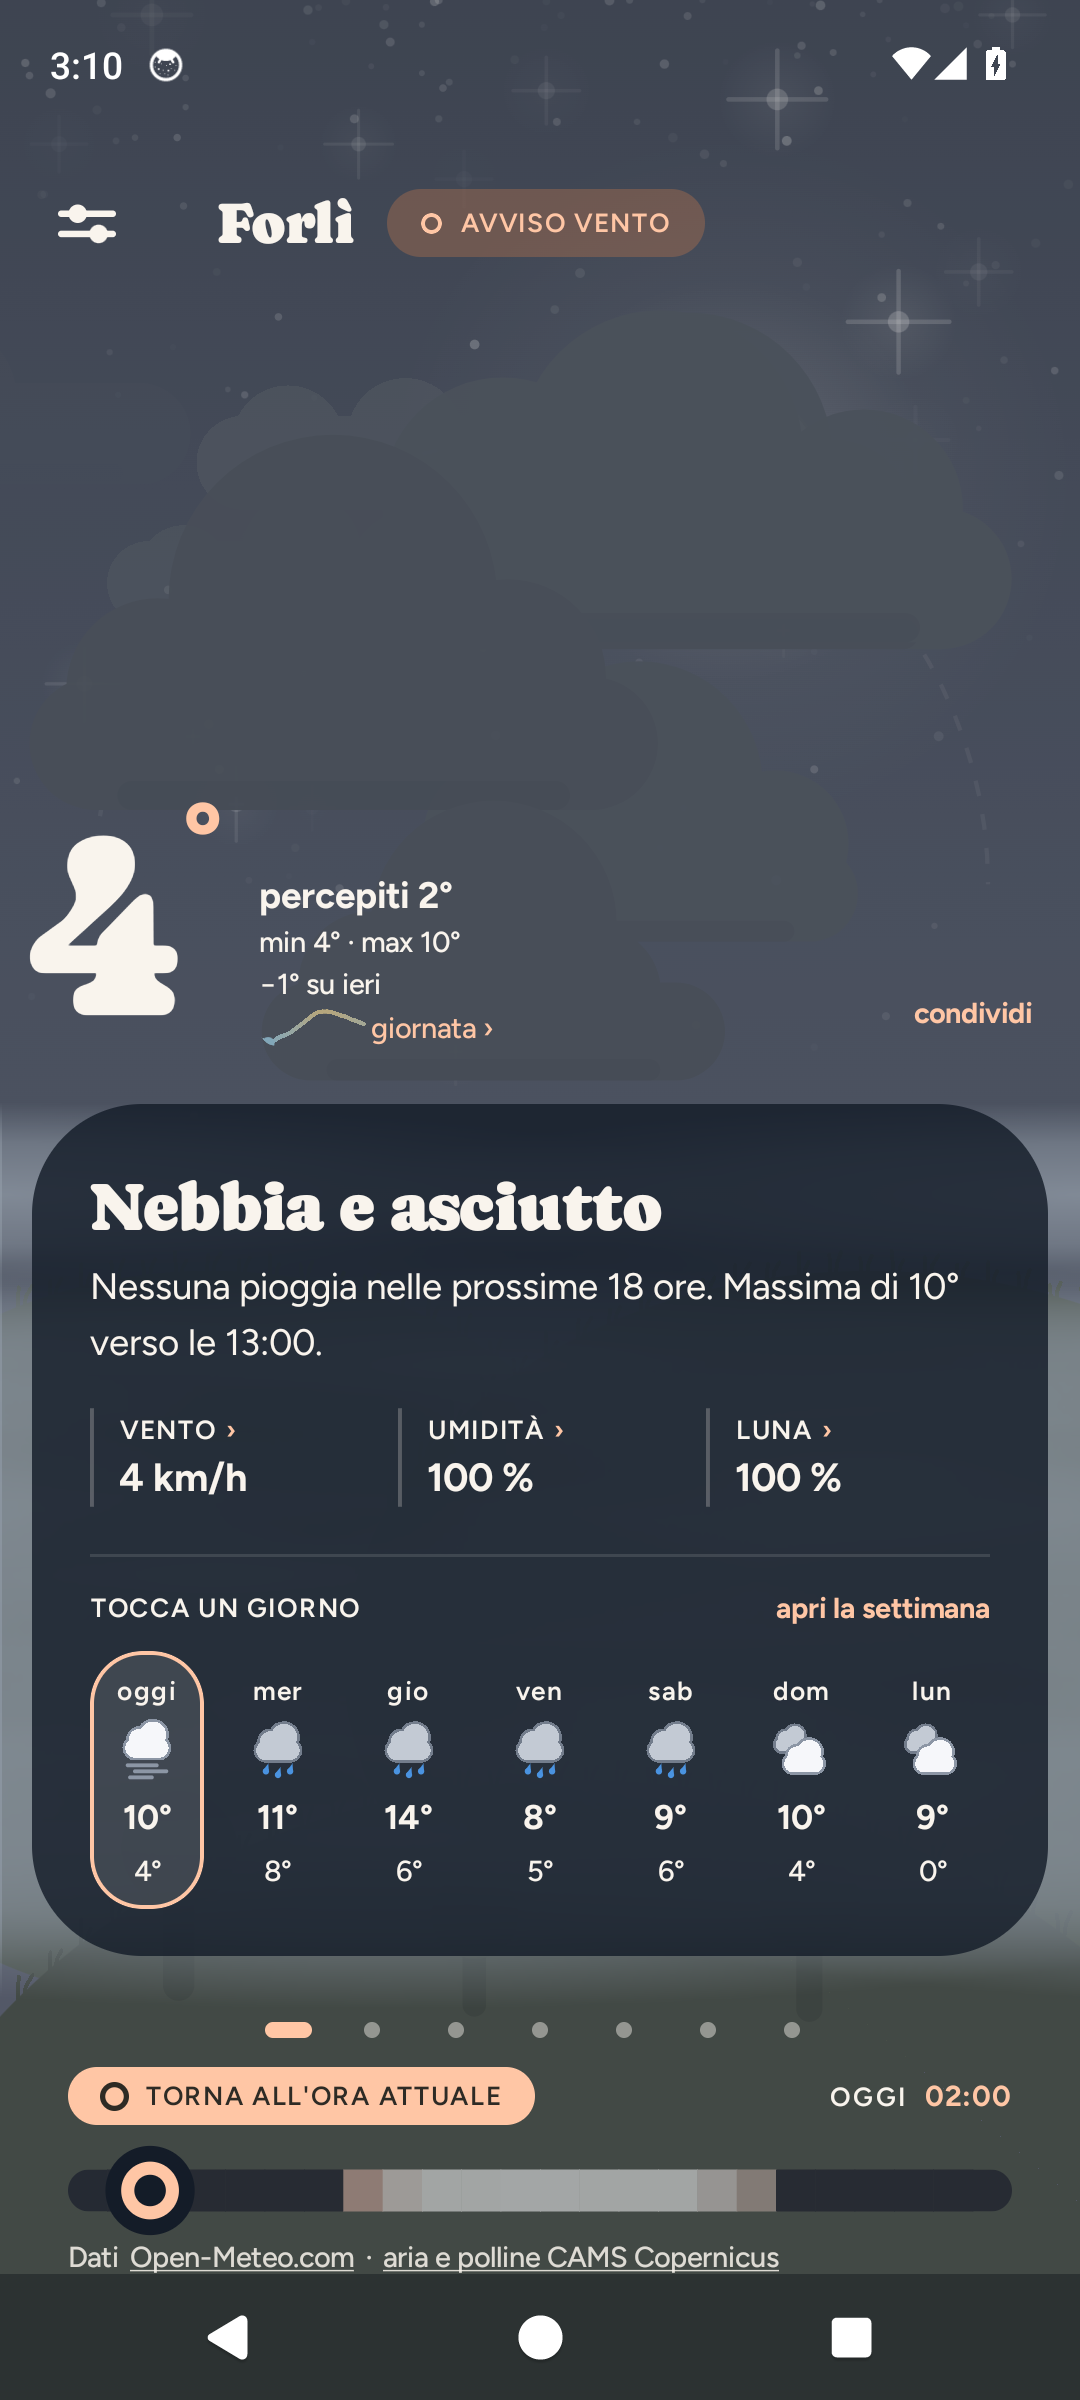 3:10
Forlì
AVVISO VENTO
4°
percepiti 2°
min 4° · max 10°
−1° su ieri
giornata ›
condividi
Nebbia e asciutto
Nessuna pioggia nelle prossime 18 ore. Massima di 10°
verso le 13:00.
VENTO › UMIDITÀ › LUNA ›
4 km/h 100 % 100 %
TOCCA UN GIORNO apri la settimana
oggi mer gio ven sab dom lun
10° 11° 14° 8° 9° 10° 9°
4° 8° 6° 5° 6° 4° 0°
TORNA ALL'ORA ATTUALE OGGI 02:00
Dati Open-Meteo.com · aria e polline CAMS Copernicus